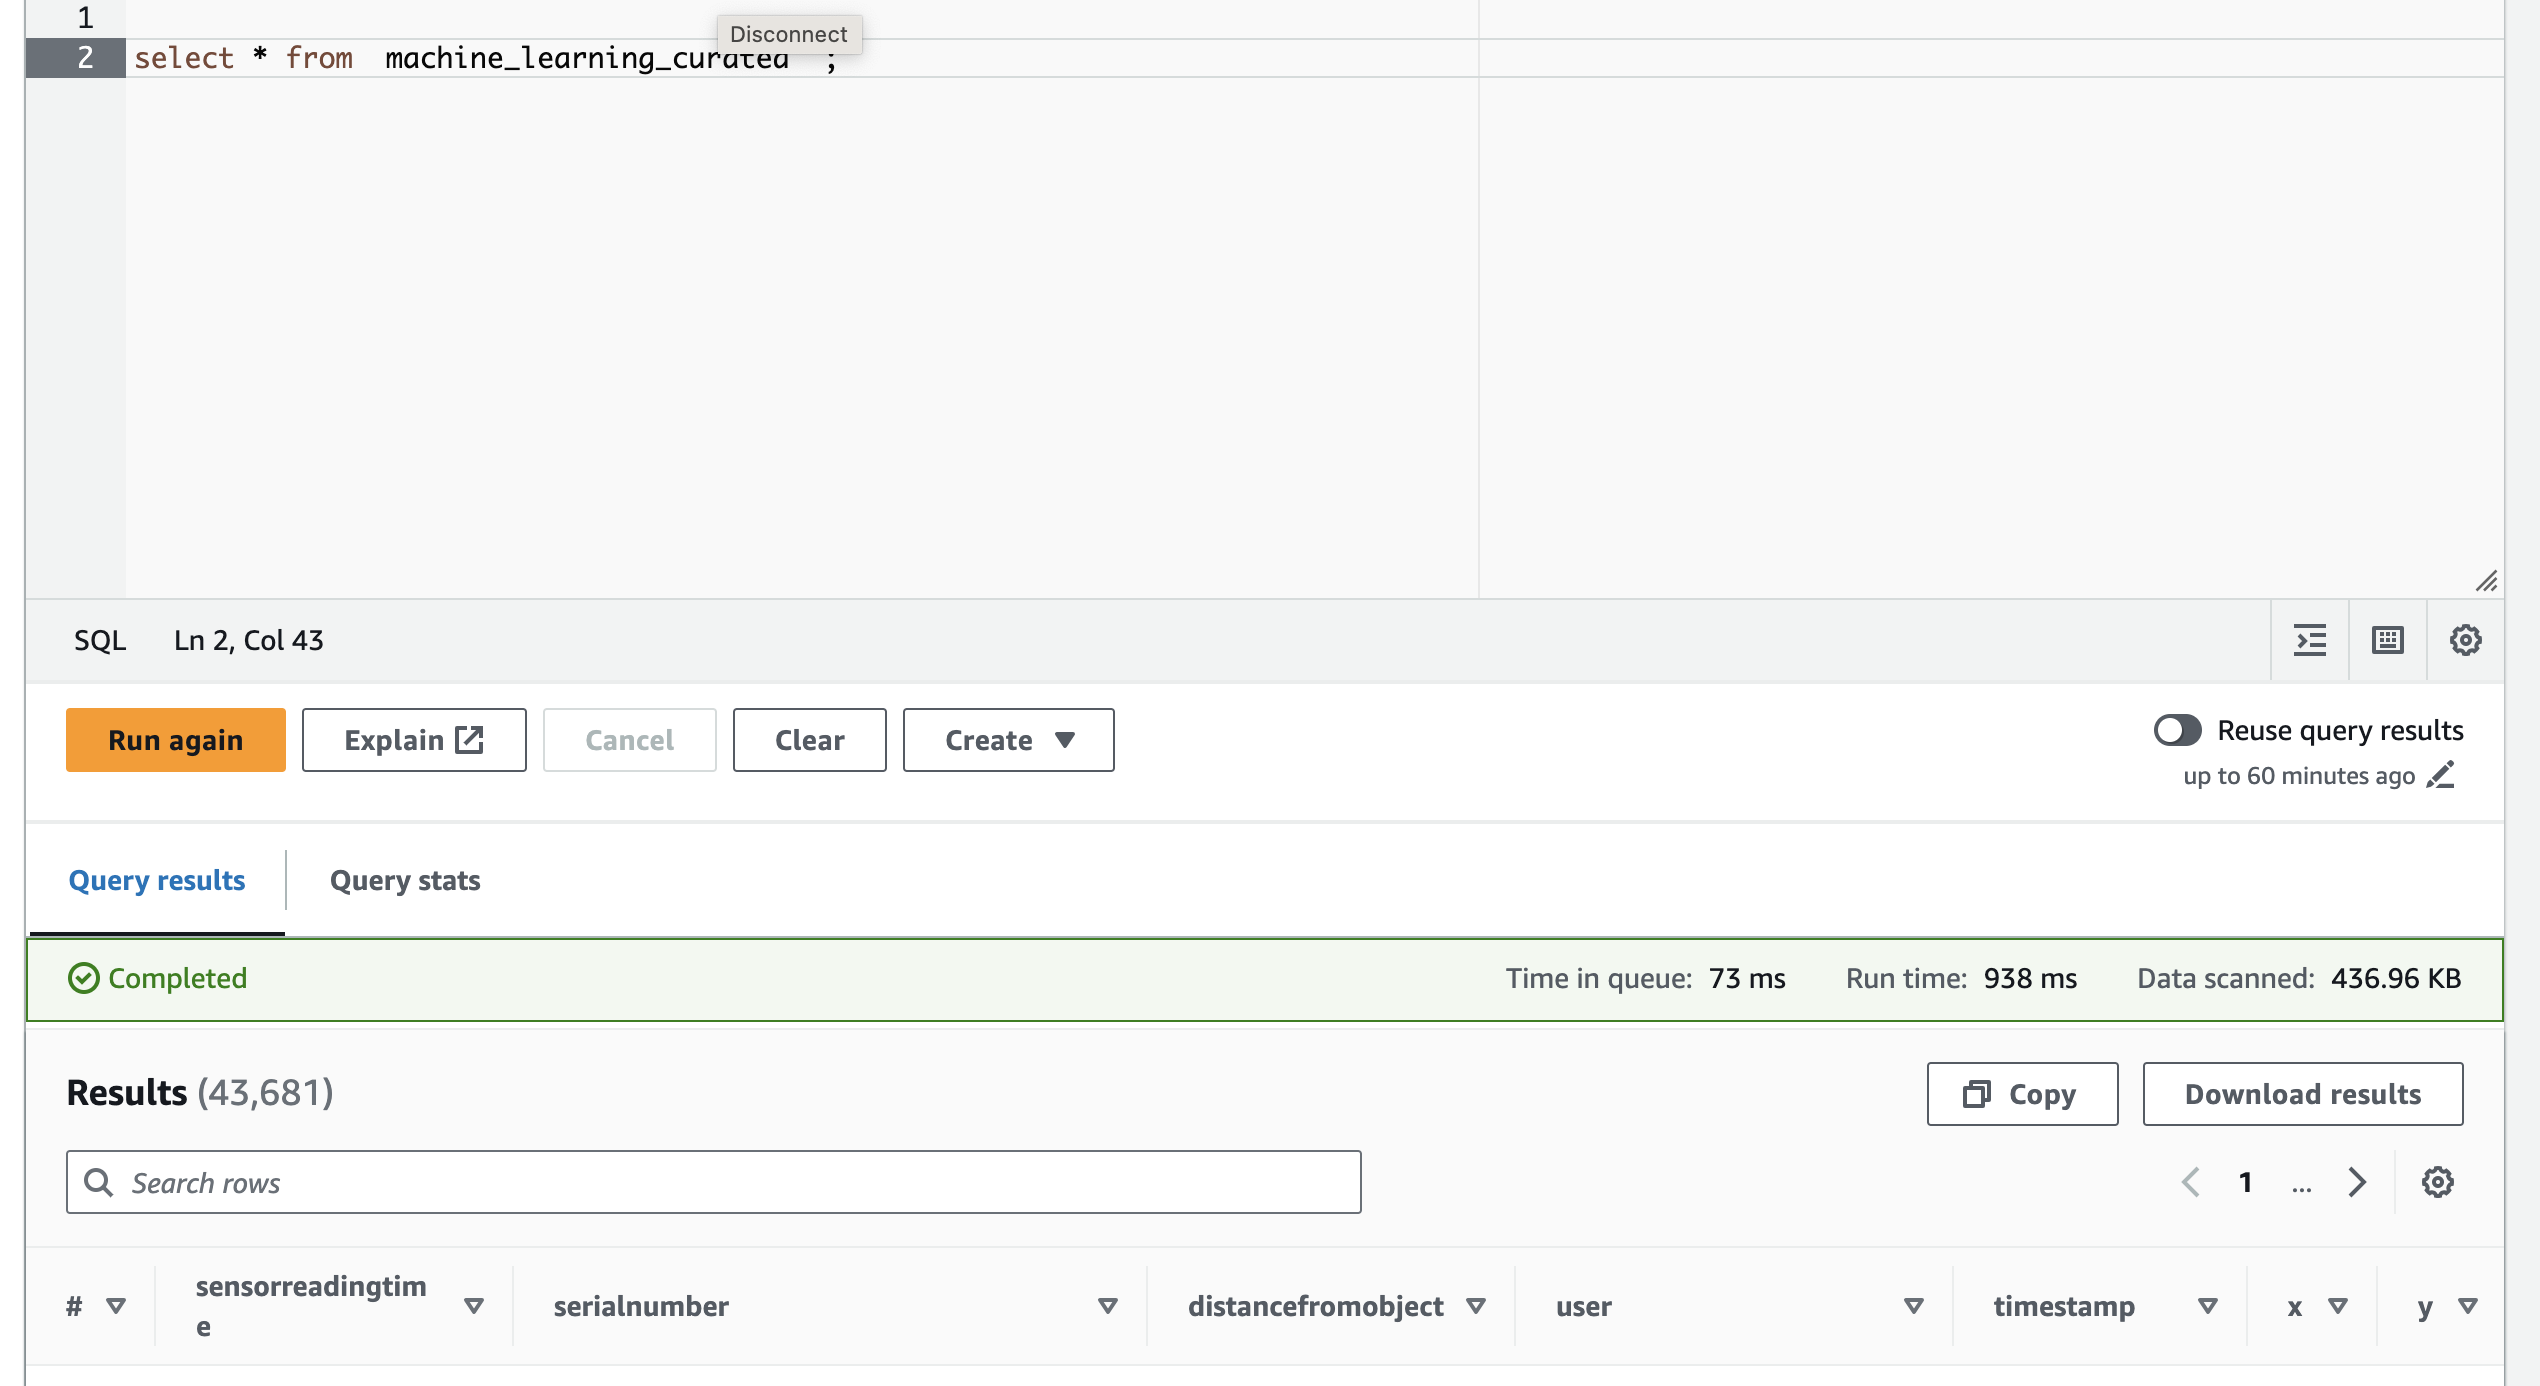 1
Disconnect
2 select * from  machine_learning_curated  ;
SQL Ln 2, Col 43
Run again Explain Cancel Clear Create Reuse query results
up to 60 minutes ago
Query results Query stats
Completed Time in queue: 73 ms Run time: 938 ms Data scanned: 436.96 KB
Results (43,681) Copy Download results
Search rows 1 ...
# sensorreadingtim
e serialnumber distancefromobject user timestamp x y